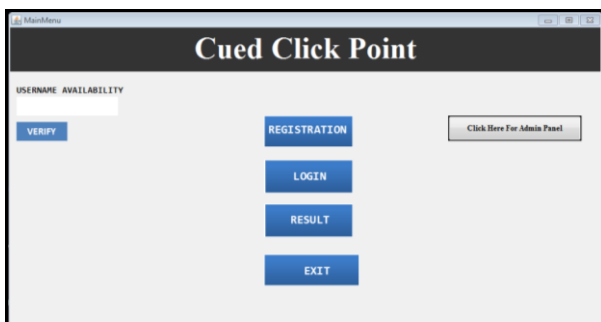 MainMenu
Cued Click Point
USERNAME AVAILABILITY
VERIFY
REGISTRATION
Click Here For Admin Panel
LOGIN
RESULT
EXIT